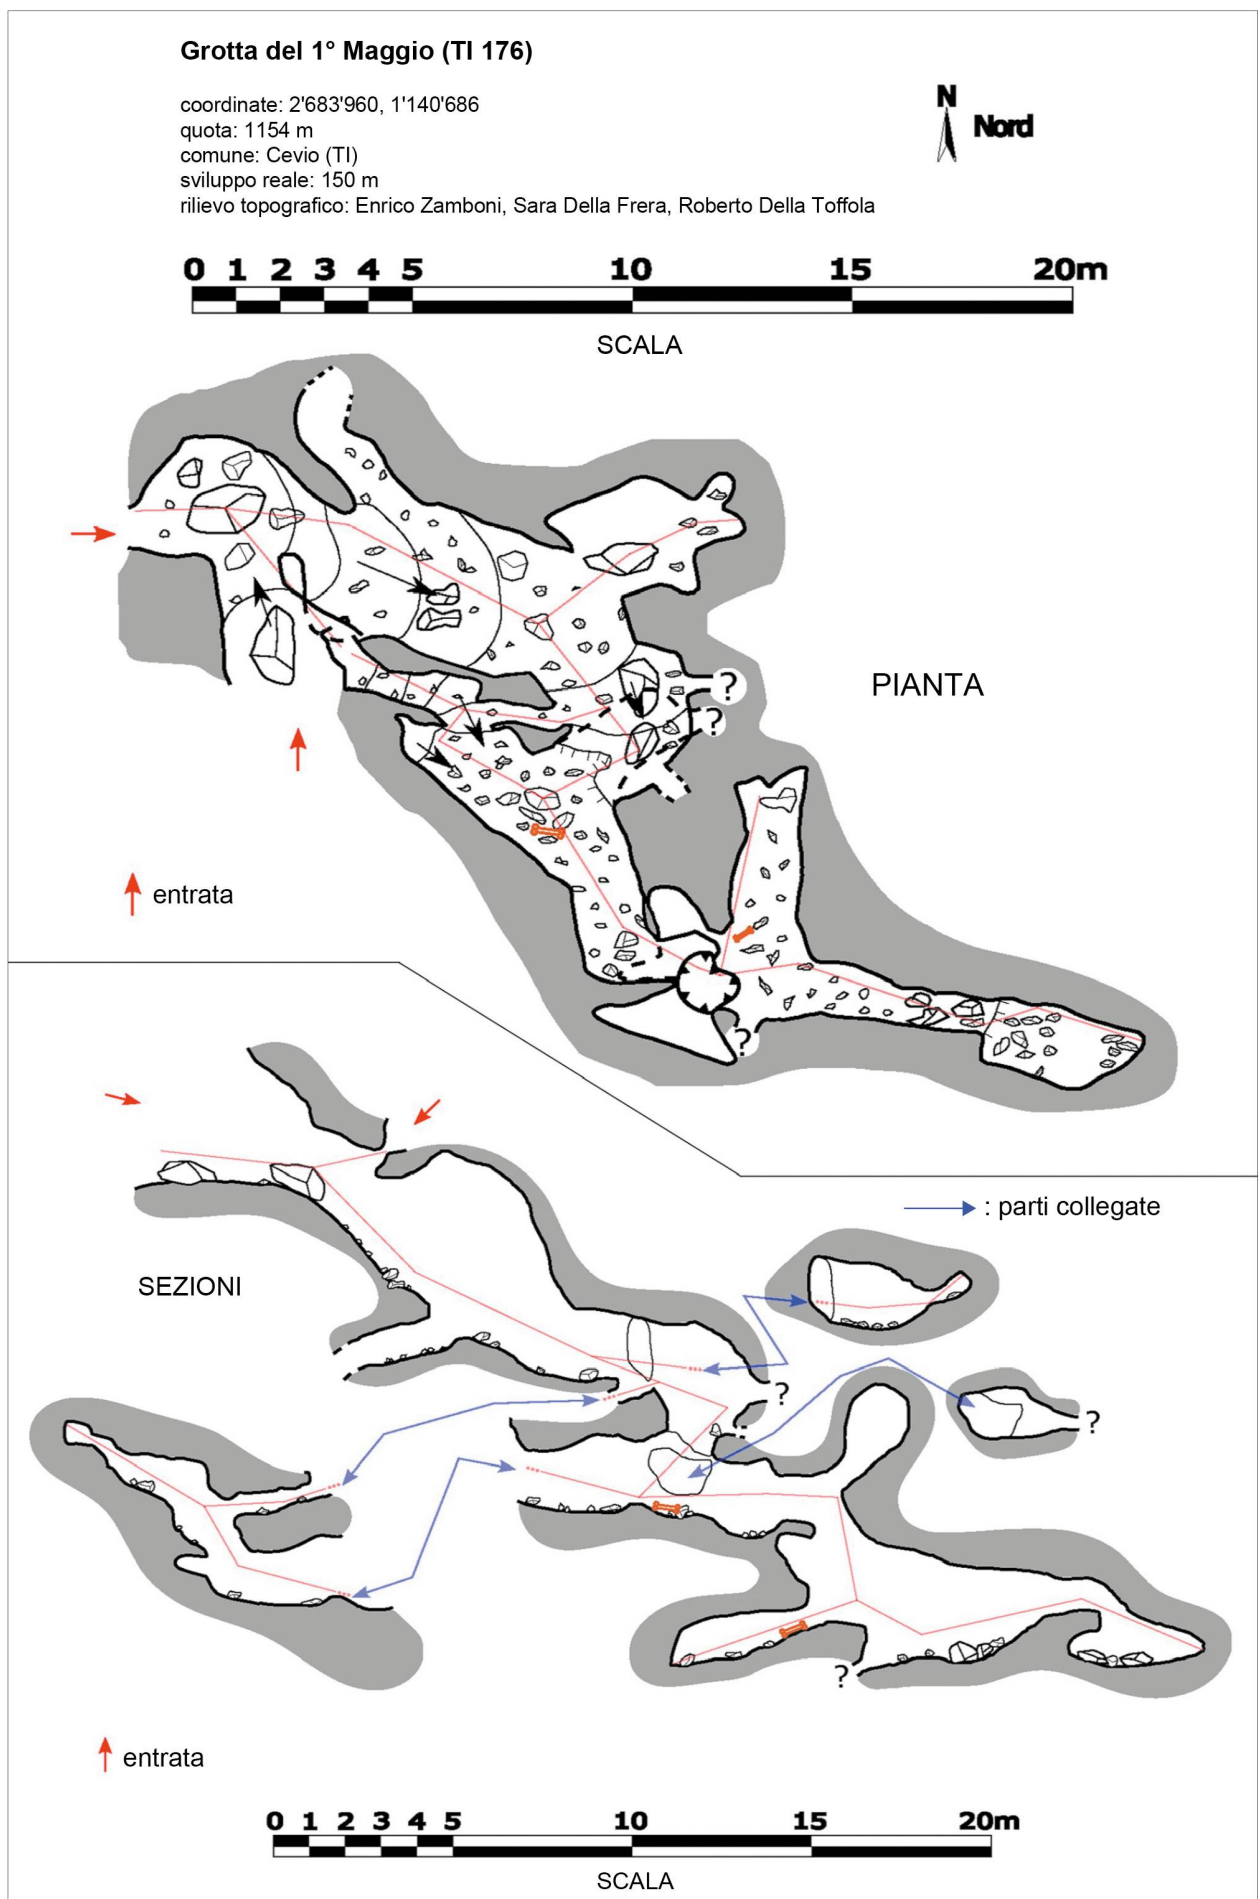 Grotta del 1° Maggio (TI 176)
coordinate: 2'683'960, 1'140'686
quota: 1154 m
comune: Cevio (TI)
sviluppo reale: 150 m
rilievo topografico: Enrico Zamboni, Sara Della Frera, Roberto Della Toffola
N
Nord
0 1 2 3 4 5 10 15 20m
SCALA
PIANTA
?
?
entrata
?
: parti collegate
SEZIONI
?
?
?
entrata
0 1 2 3 4 5 10 15 20m
SCALA